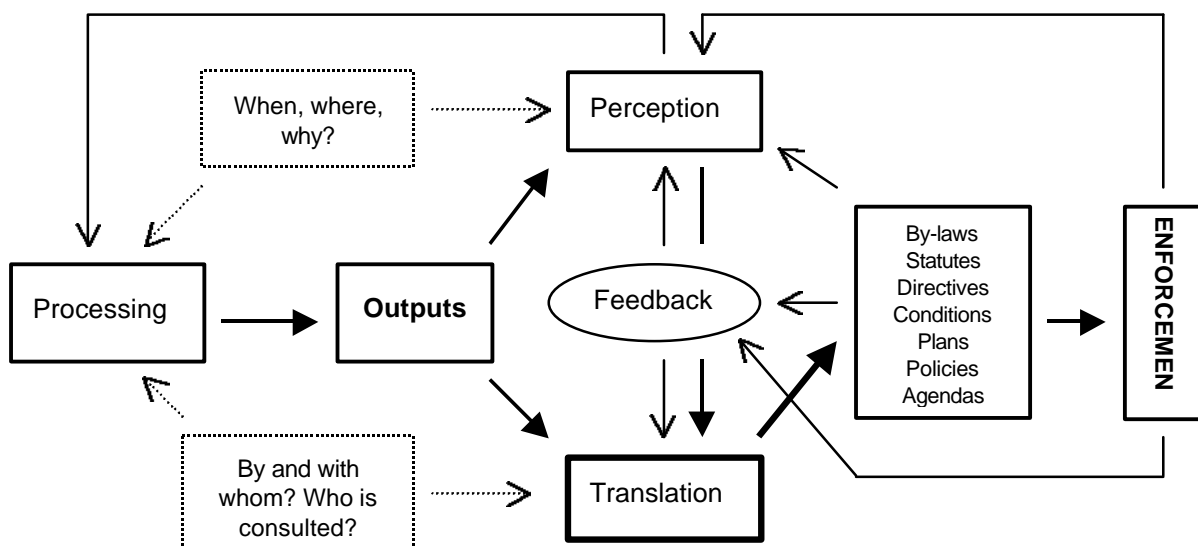 When, where,
why?
Perception
Processing
Outputs
Feedback
By-laws
Statutes
Directives
Conditions
Plans
Policies
Agendas
ENFORCEMEN
By and with
whom? Who is
consulted?
Translation